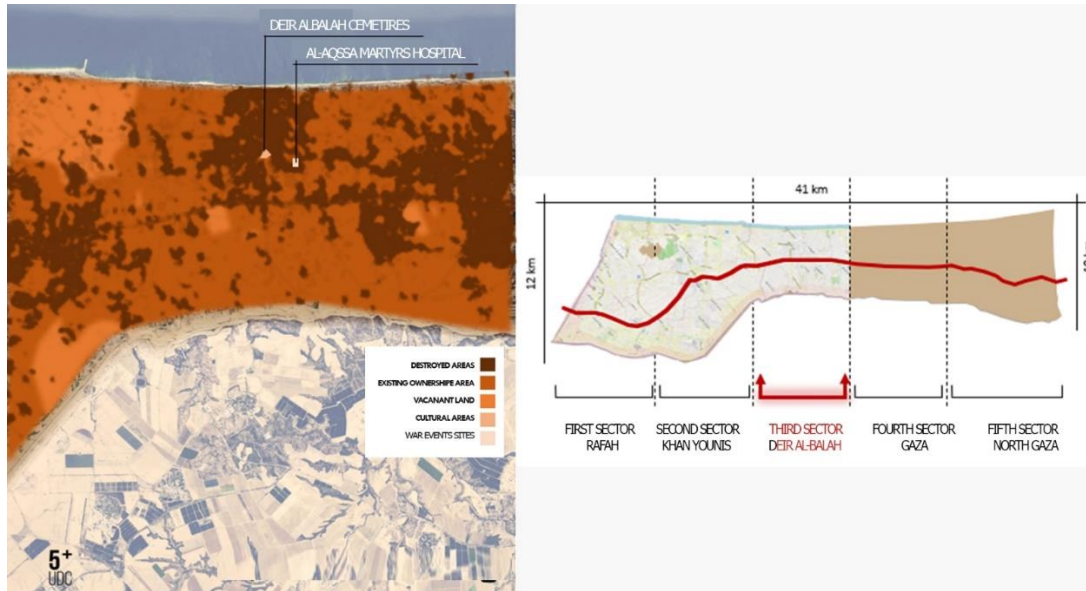 DEIR ALBALAH CEMETIRES
AL-AQSSA MARTYRS HOSPITAL
DESTROYED AREAS
EXISTING OWNERSHIPE AREA
VACANANT LAND
CULTURAL AREAS
WAR EVENTS SITES
5+
UDC
41 km
12 km
FIRST SECTOR
RAFAH
SECOND SECTOR
KHAN YOUNIS
THIRD SECTOR
DEIR AL-BALAH
FOURTH SECTOR
GAZA
FIFTH SECTOR
NORTH GAZA